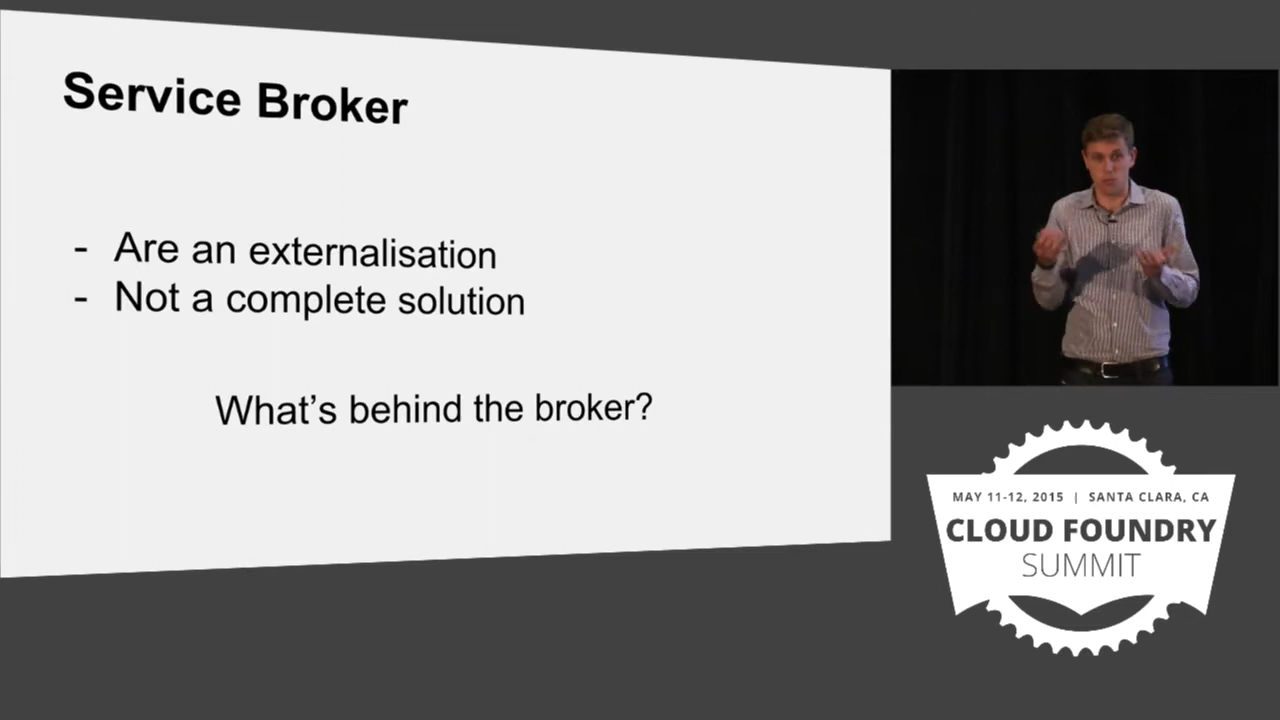 Service Broker
- Are an externalisation
- Not a complete solution
What's behind the broker?
MAY 11-12, 2015 | SANTA CLARA, CA
CLOUD FOUNDRY
SUMMIT